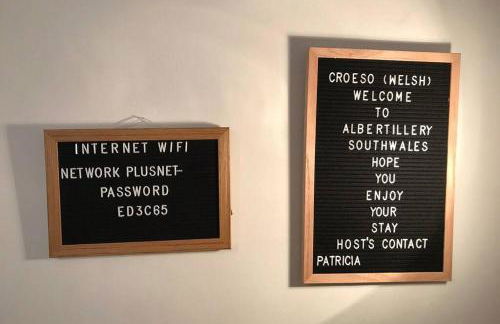 INTERNET WIFI
NETWORK PLUSNET-
PASSWORD
ED3C65
CROESO (WELSH)
WELCOME
TO
ALBERTILLERY
SOUTHWALES
HOPE
YOU
ENJOY
YOUR
STAY
HOST'S CONTACT
PATRICIA